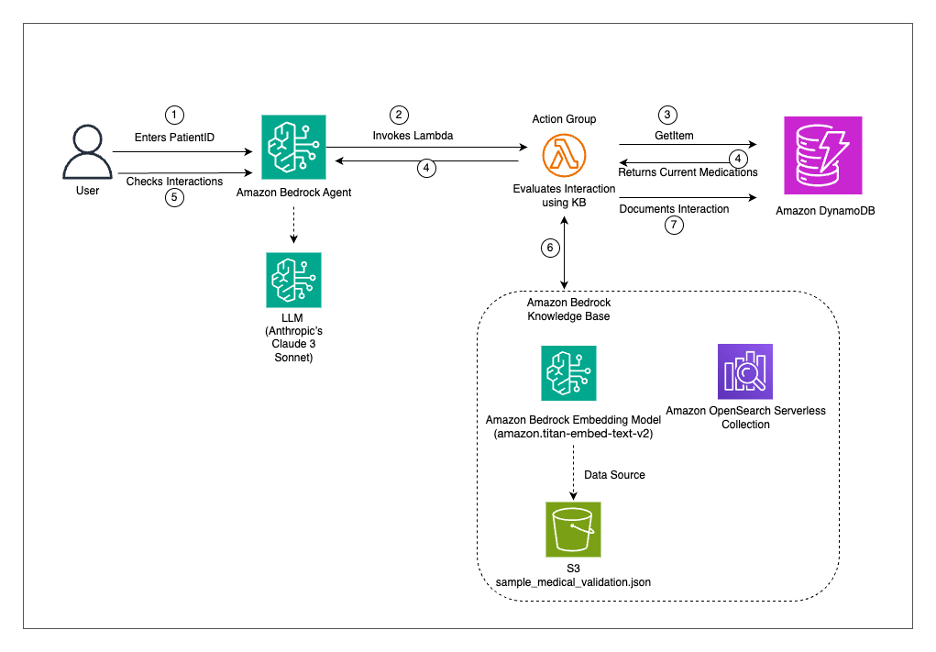 1
Enters PatientID
User
Checks Interactions
5
Amazon Bedrock Agent
2
Invokes Lambda
4
LLM
(Anthropic's
Claude 3
Sonnet)
Action Group
Evaluates Interaction
using KB
3
GetItem
4
Returns Current Medications
Documents Interaction
7
Amazon DynamoDB
6
Amazon Bedrock
Knowledge Base
Amazon Bedrock Embedding Model
(amazon.titan-embed-text-v2)
Amazon OpenSearch Serverless
Collection
Data Source
S3
sample_medical_validation.json